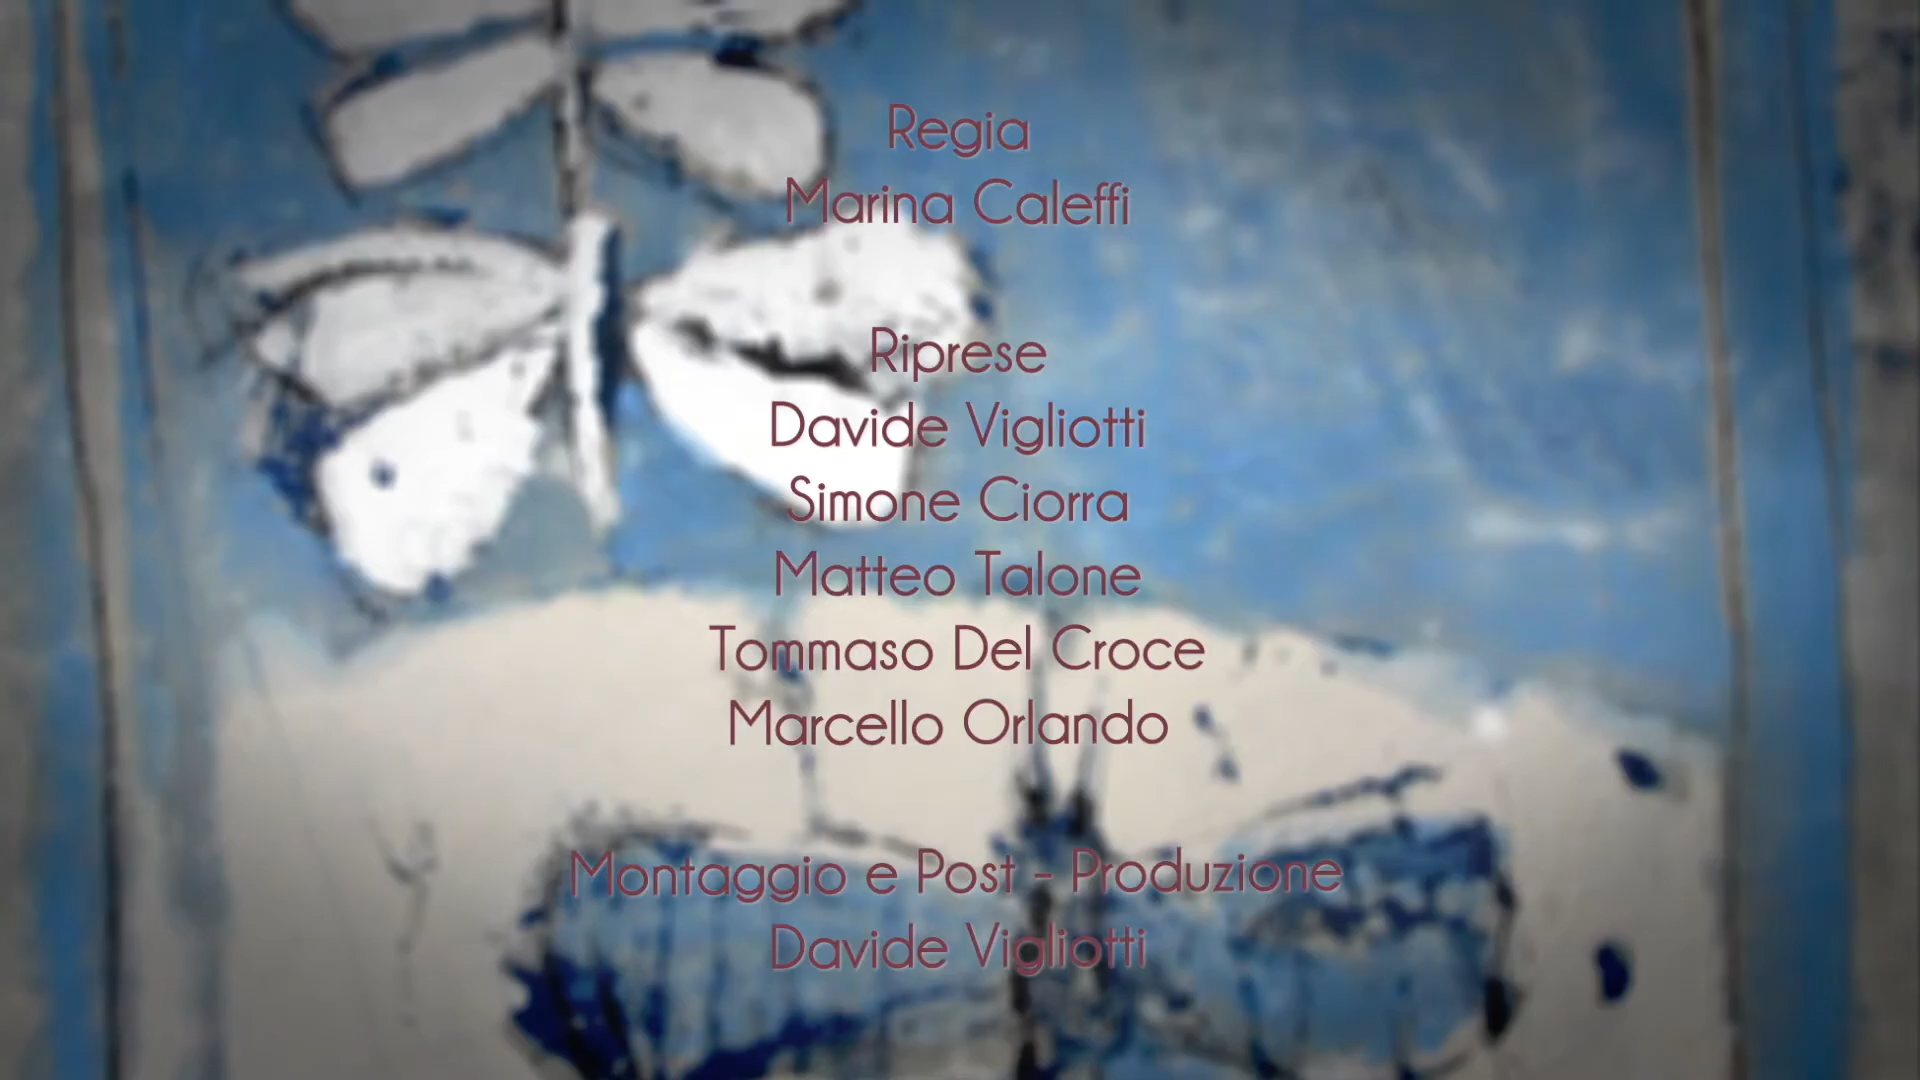 Regia
Marina Caleffi
Riprese
Davide Vigliotti
Simone Ciorra
Matteo Talone
Tommaso Del Croce
Marcello Orlando
Montaggio e Post - Produzione
Davide Vigliotti